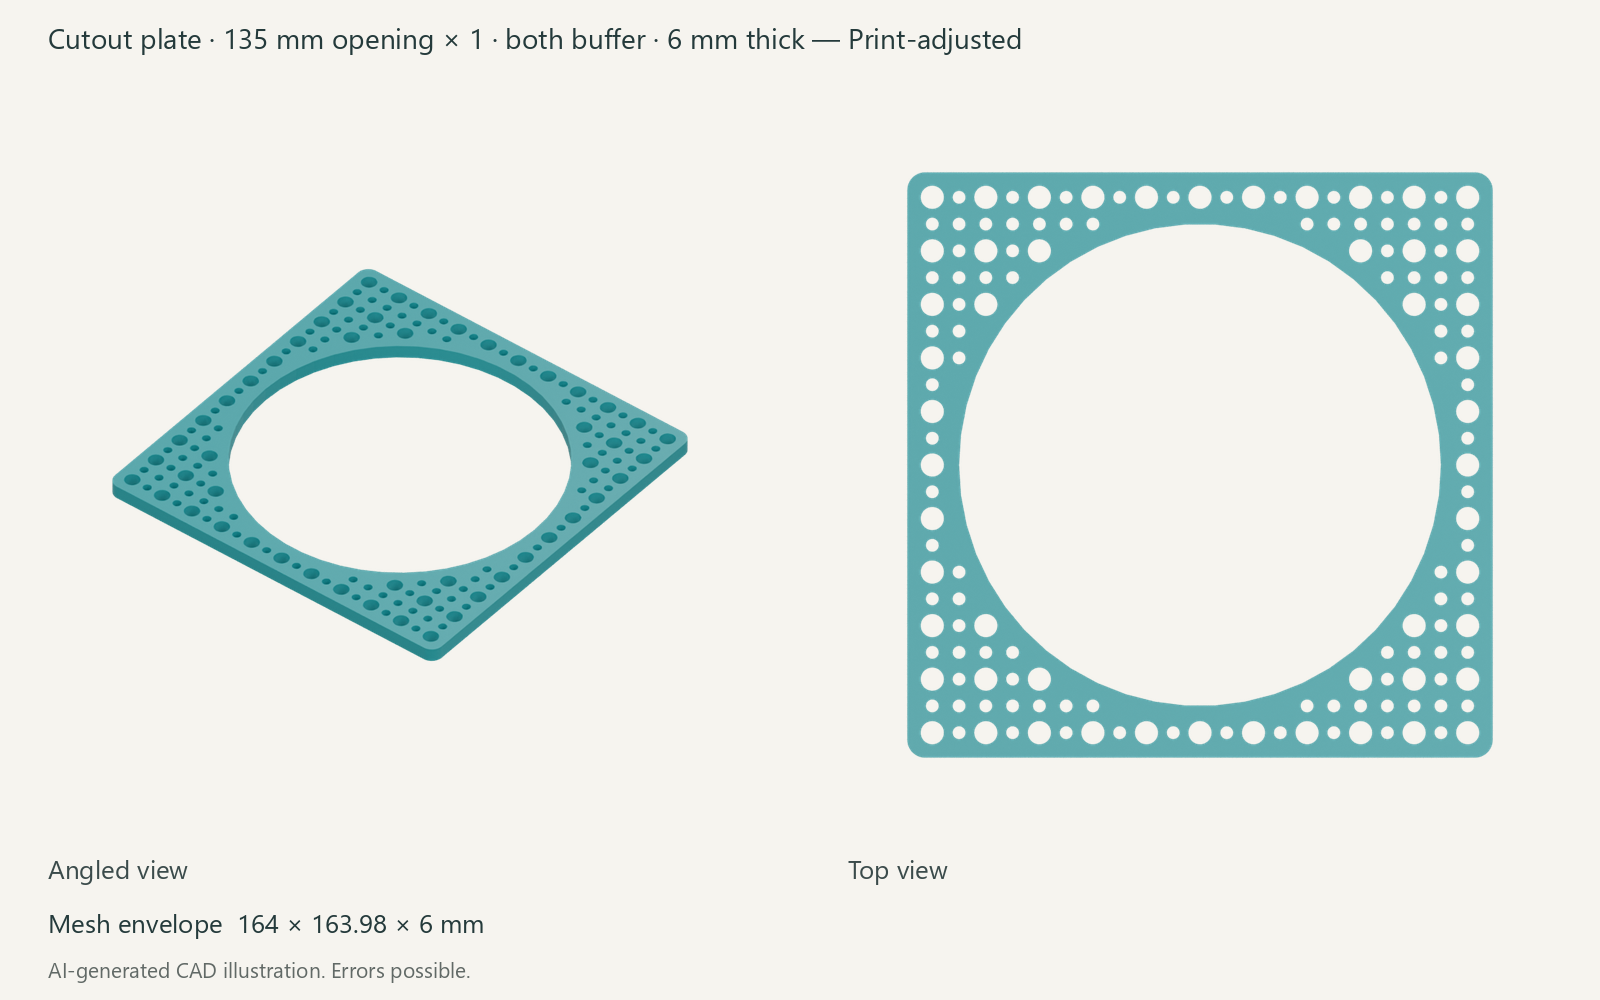 Cutout plate · 135 mm opening × 1 · both buffer · 6 mm thick — Print-adjusted
Angled view
Top view
Mesh envelope 164 × 163.98 × 6 mm
AI-generated CAD illustration. Errors possible.